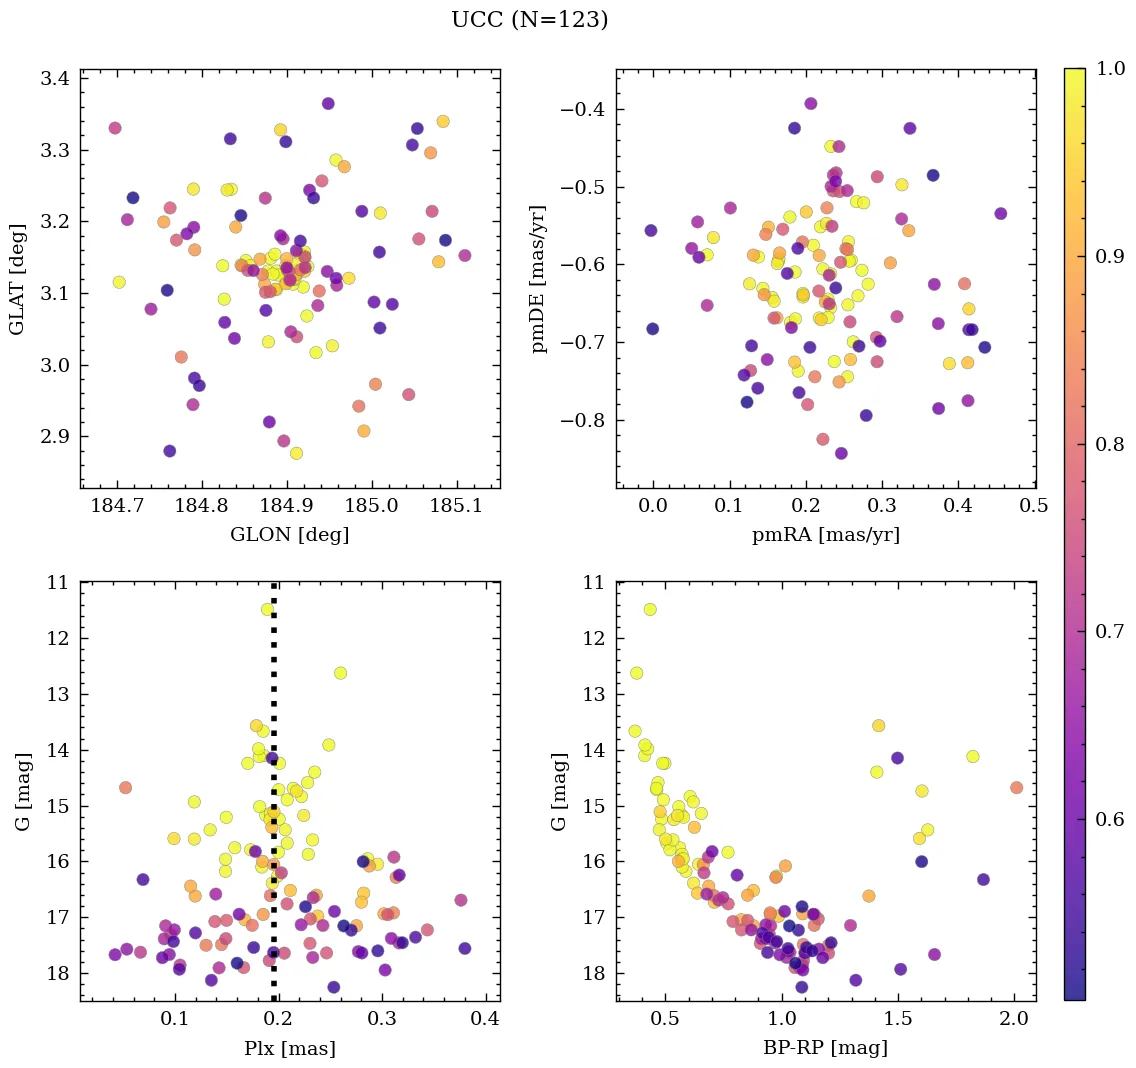 UCC (N=123)
3.4
3.3
3.2
3.1
3.0
2.9
GLAT [deg]
184.7 184.8 184.9 185.0 185.1
GLON [deg]
−0.4
−0.5
−0.6
−0.7
−0.8
pmDE [mas/yr]
0.0 0.1 0.2 0.3 0.4 0.5
pmRA [mas/yr]
1.0
0.9
0.8
0.7
0.6
11
12
13
14
15
16
17
18
G [mag]
0.1 0.2 0.3 0.4
Plx [mas]
11
12
13
14
15
16
17
18
G [mag]
0.5 1.0 1.5 2.0
BP-RP [mag]